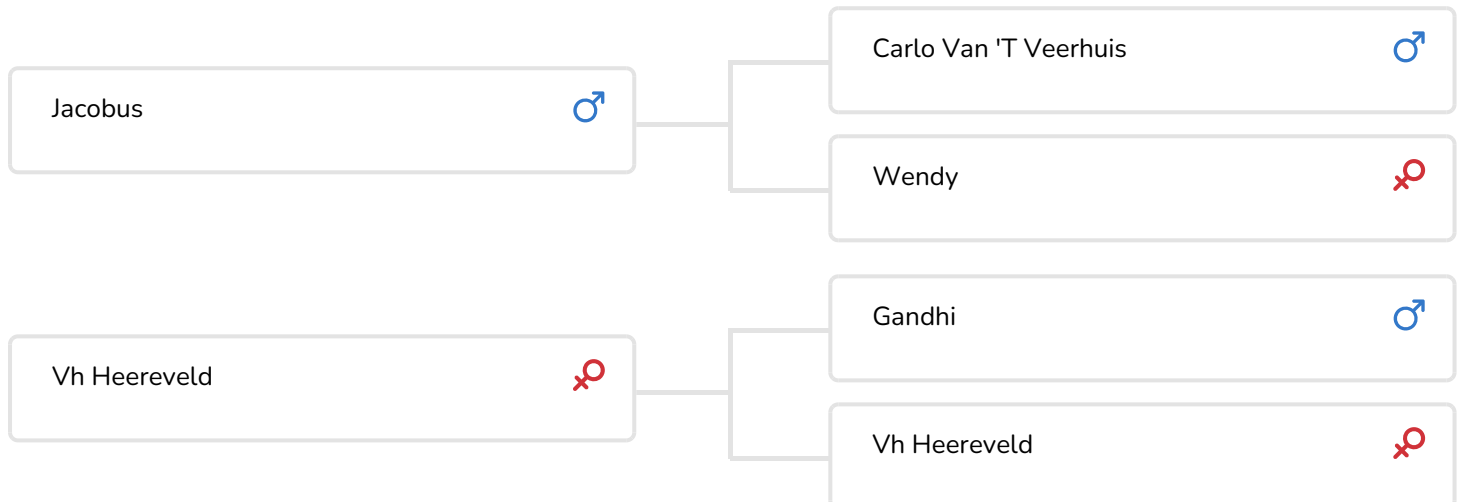 Carlo Van 'T Veerhuis
Jacobus
Wendy
Gandhi
Vh Heereveld
Vh Heereveld